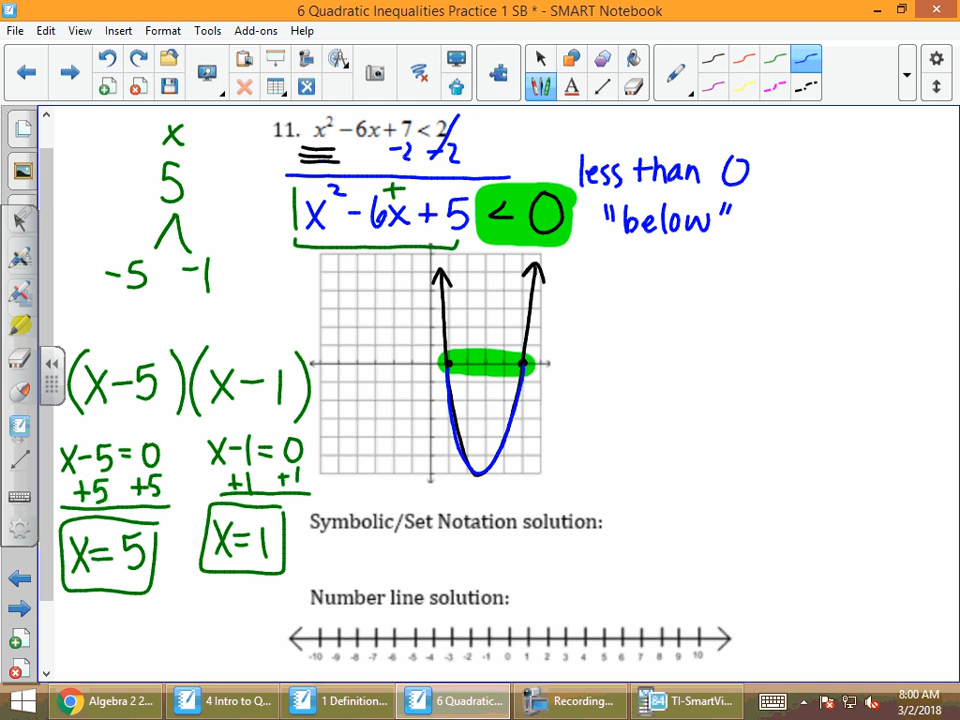 6 Quadratic Inequalities Practice 1 SB * - SMART Notebook
File Edit View Insert Format Tools Add-ons Help
11. x² − 6x + 7 < 2
-2 -2
1x² - 6x + 5 < 0
+
less than 0
"below"
x
5
-5 -1
(x-5)(x-1)
x-5=0 x-1=0
+5 +5 +1 +1
x=5 x=1
Symbolic/Set Notation solution:
Number line solution:
-10 -9 -8 -7 -6 -5 -4 -3 -2 -1 0 1 2 3 4 5 6 7 8 9 10
Algebra 2 2... 4 Intro to Q... 1 Definition... 6 Quadratic... Recording... TI-SmartVi...
84
8:00 AM
3/2/2018